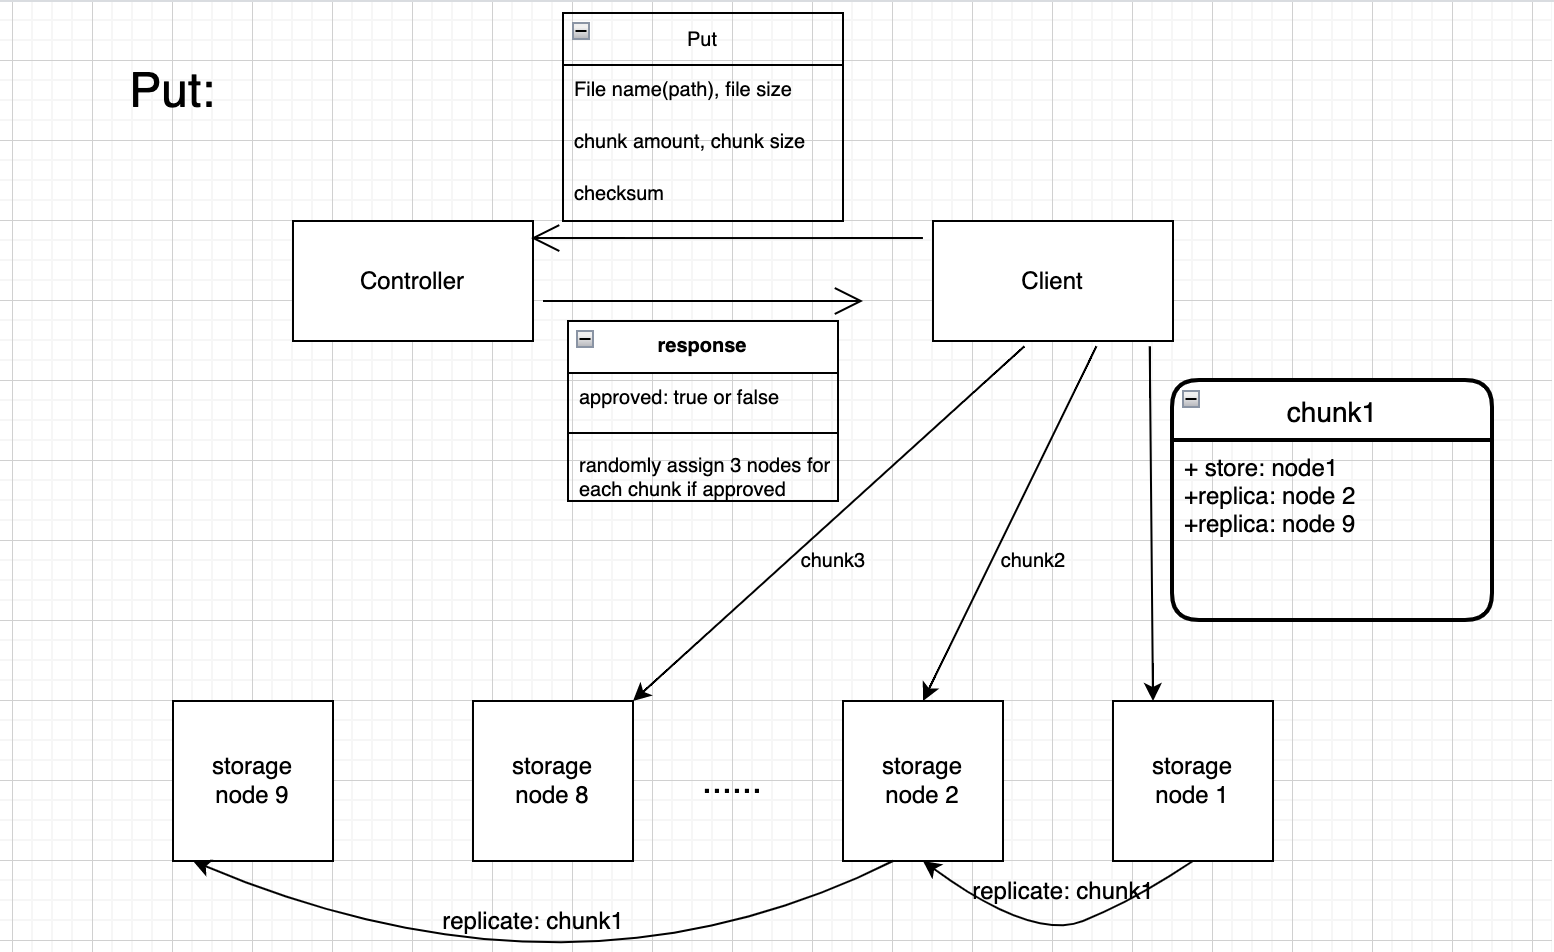 Put:
Put
File name(path), file size
chunk amount, chunk size
checksum
Controller
Client
response
approved: true or false
randomly assign 3 nodes for
each chunk if approved
chunk1
+ store: node1
+replica: node 2
+replica: node 9
chunk3
chunk2
storage
node 9
storage
node 8
......
storage
node 2
storage
node 1
replicate: chunk1
replicate: chunk1